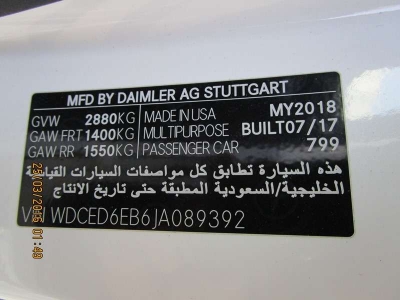 MFD BY DAIMLER AG STUTTGART
GVW 2880KG MADE IN USA MY2018
GAW FRT 1400KG MULTIPURPOSE BUILT07/17
GAW RR 1550KG PASSENGER CAR 799
هذه السيارة تطابق كل مواصفات السيارات القياسية
الخليجية/السعودية المطبقة حتى تاريخ الانتاج
WDCED6EB6JA089392